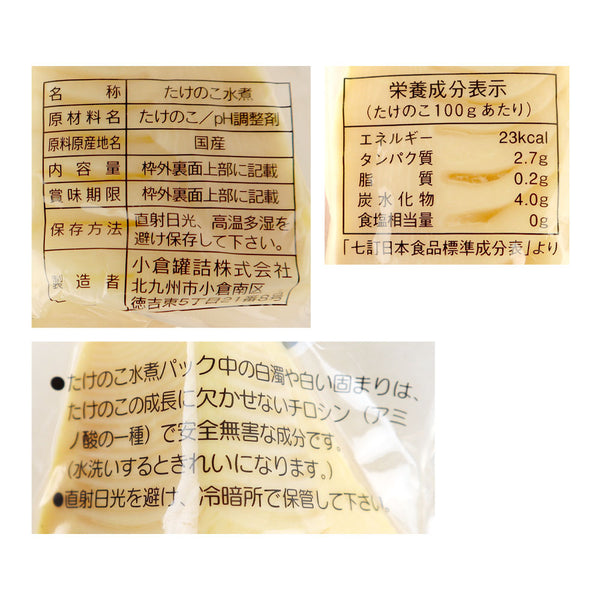 名称 たけのこ水煮
原材料名 たけのこ／pH調整剤
原料原産地名 国産
内容量 枠外裏面上部に記載
賞味期限 枠外裏面上部に記載
保存方法 直射日光、高温多湿を
避け保存して下さい。
製造者 小倉罐詰株式会社
北九州市小倉南区
徳吉東5丁目21番8号
栄養成分表示
(たけのこ100gあたり)
エネルギー 23kcal
タンパク質 2.7g
脂質 0.2g
炭水化物 4.0g
食塩相当量 0g
「七訂日本食品標準成分表」より
●たけのこ水煮パック中の白濁や白い固まりは、
たけのこの成長に欠かせないチロシン（アミ
ノ酸の一種）で安全無害な成分です。
(水洗いするときれいになります。)
●直射日光を避け、冷暗所で保管して下さい。